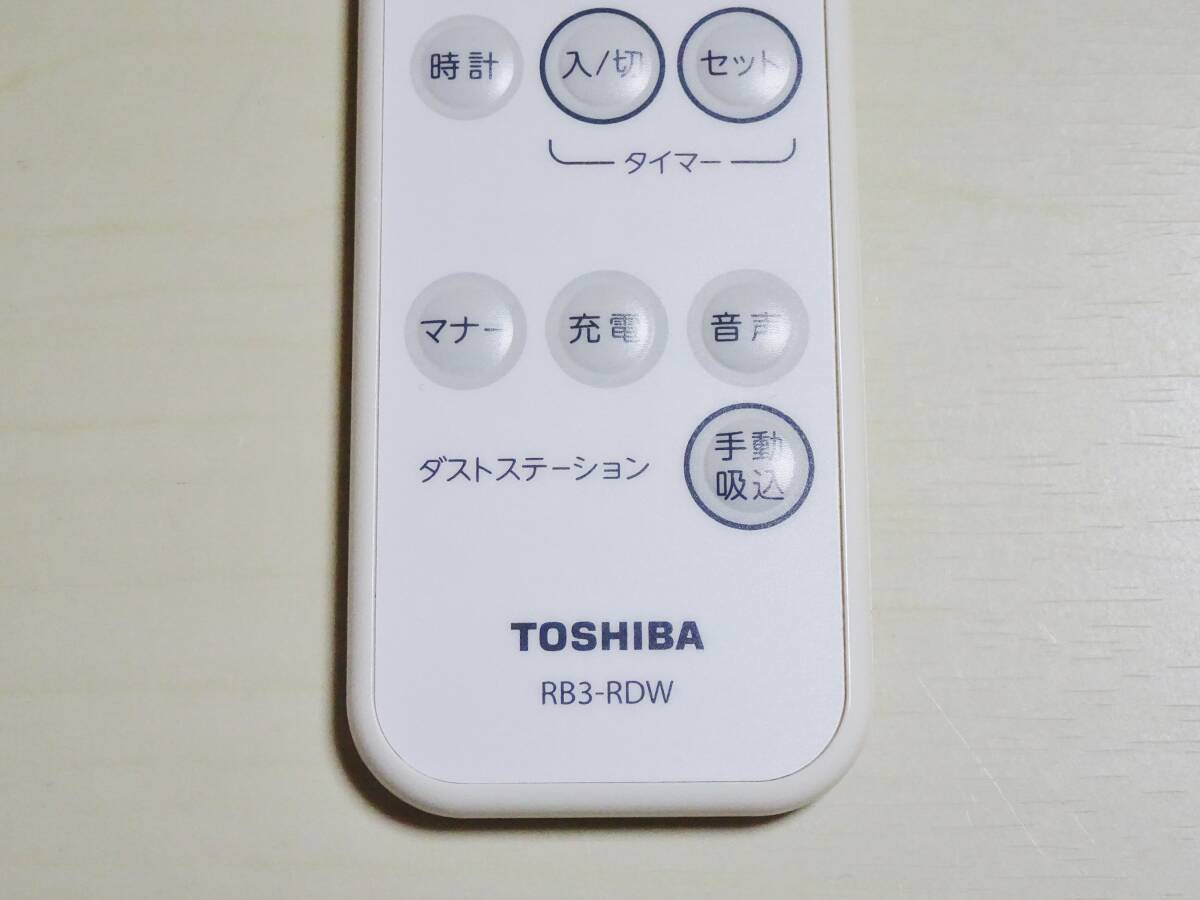 時計 入/切 セット
タイマー
マナー 充電 音声
ダストステーション 手動
吸込
TOSHIBA
RB3-RDW